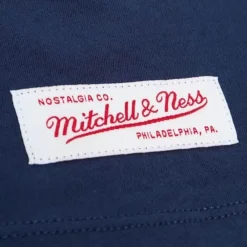 NOSTALGIA CO.
Mitchell & Ness
PHILADELPHIA, PA.